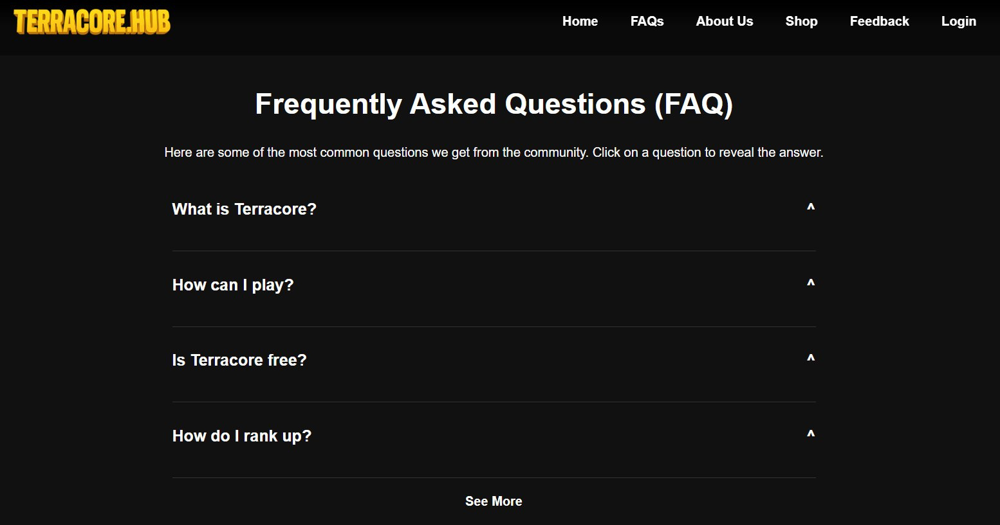 TERRACORE.HUB
Home FAQs About Us Shop Feedback Login
Frequently Asked Questions (FAQ)
Here are some of the most common questions we get from the community. Click on a question to reveal the answer.
What is Terracore? ^
How can I play? ^
Is Terracore free? ^
How do I rank up? ^
See More